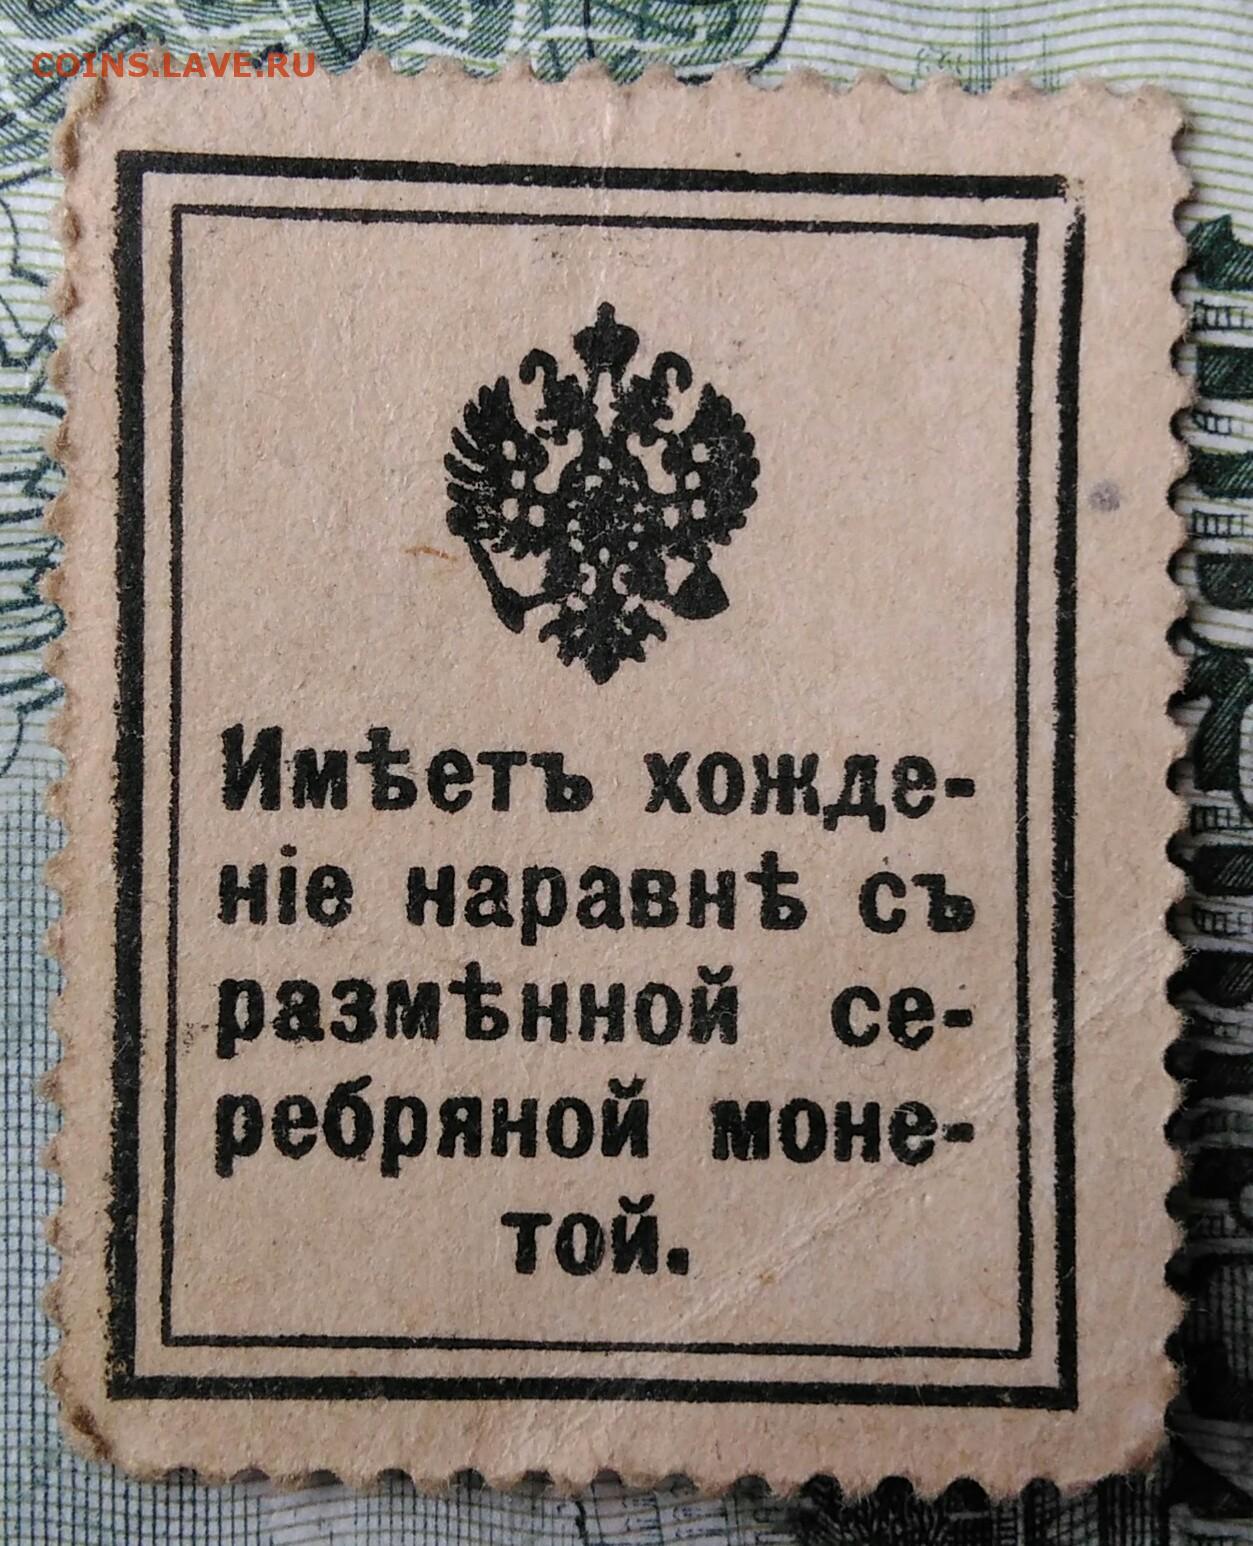 COINS.LAVE.RU
Имѣетъ хожде-
ніе наравнѣ съ
размѣнной се-
ребряной моне-
той.